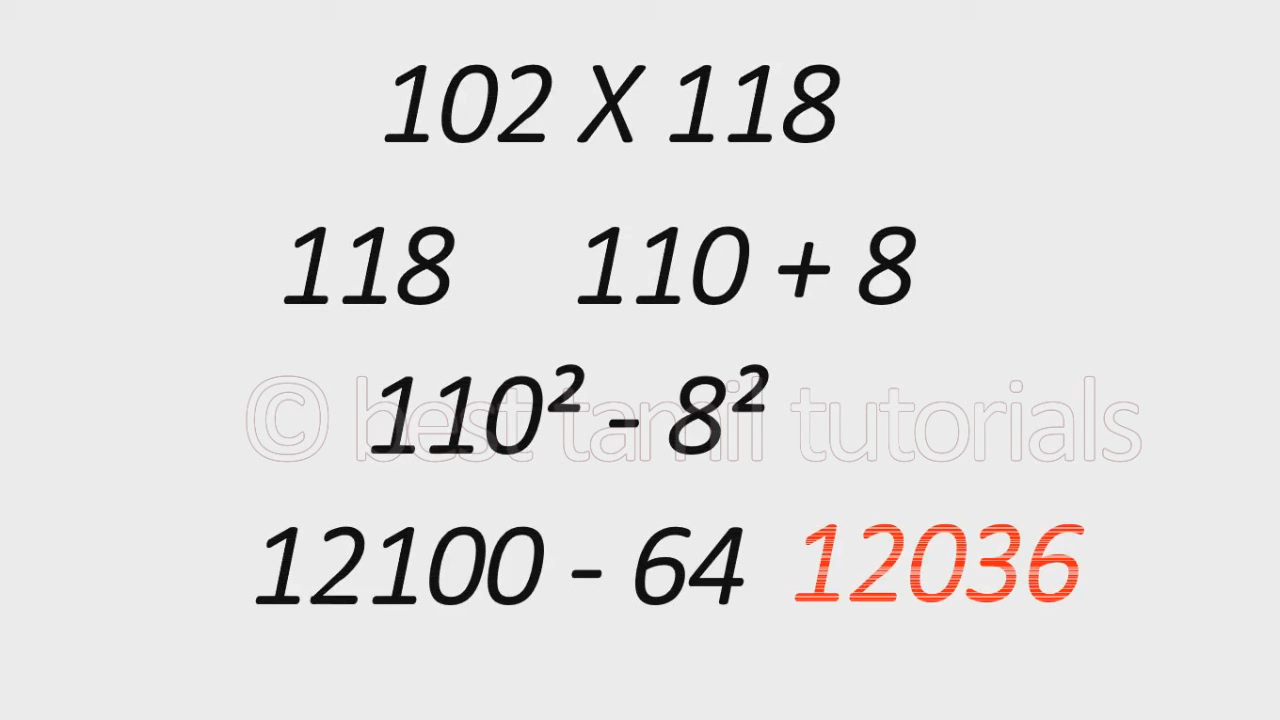 102 X 118
118 110 + 8
110² - 8²
© best tamil tutorials
12100 - 64 12036